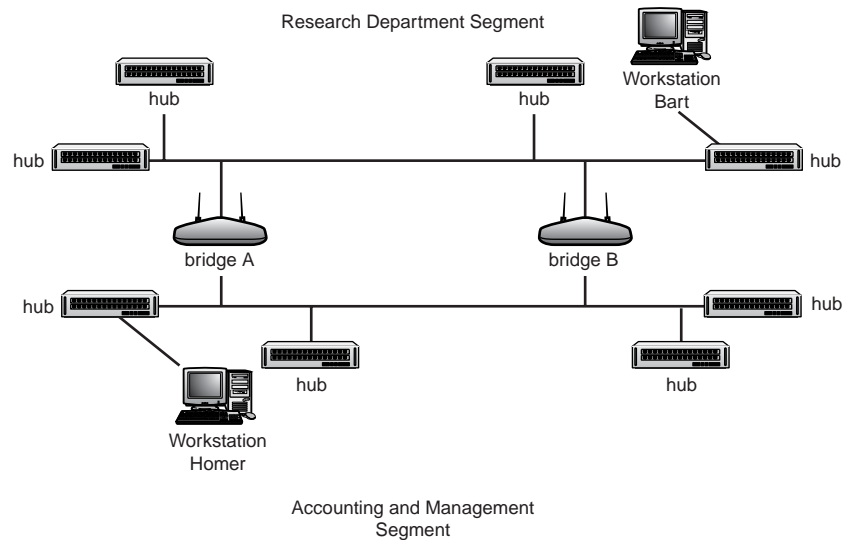 Research Department Segment
hub
hub
Workstation
Bart
hub
hub
bridge A
bridge B
hub
hub
hub
hub
Workstation
Homer
Accounting and Management
Segment